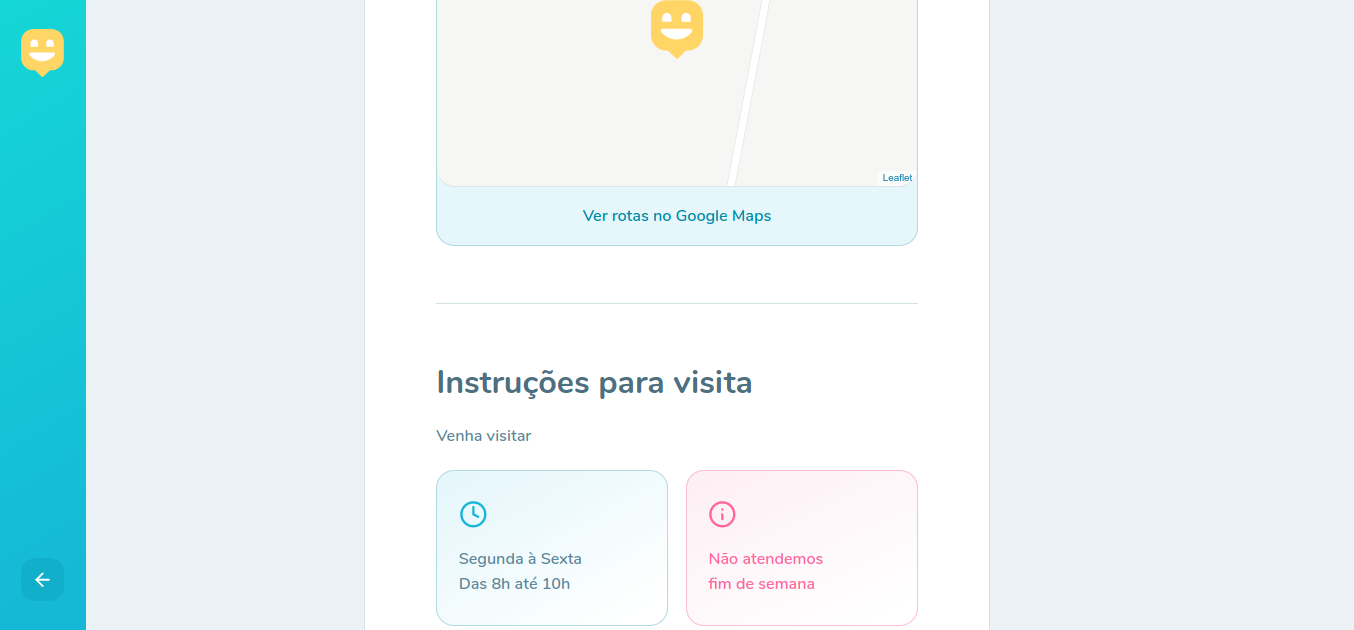 Leaflet
Ver rotas no Google Maps
Instruções para visita
Venha visitar
Segunda à Sexta
Das 8h até 10h
Não atendemos
fim de semana